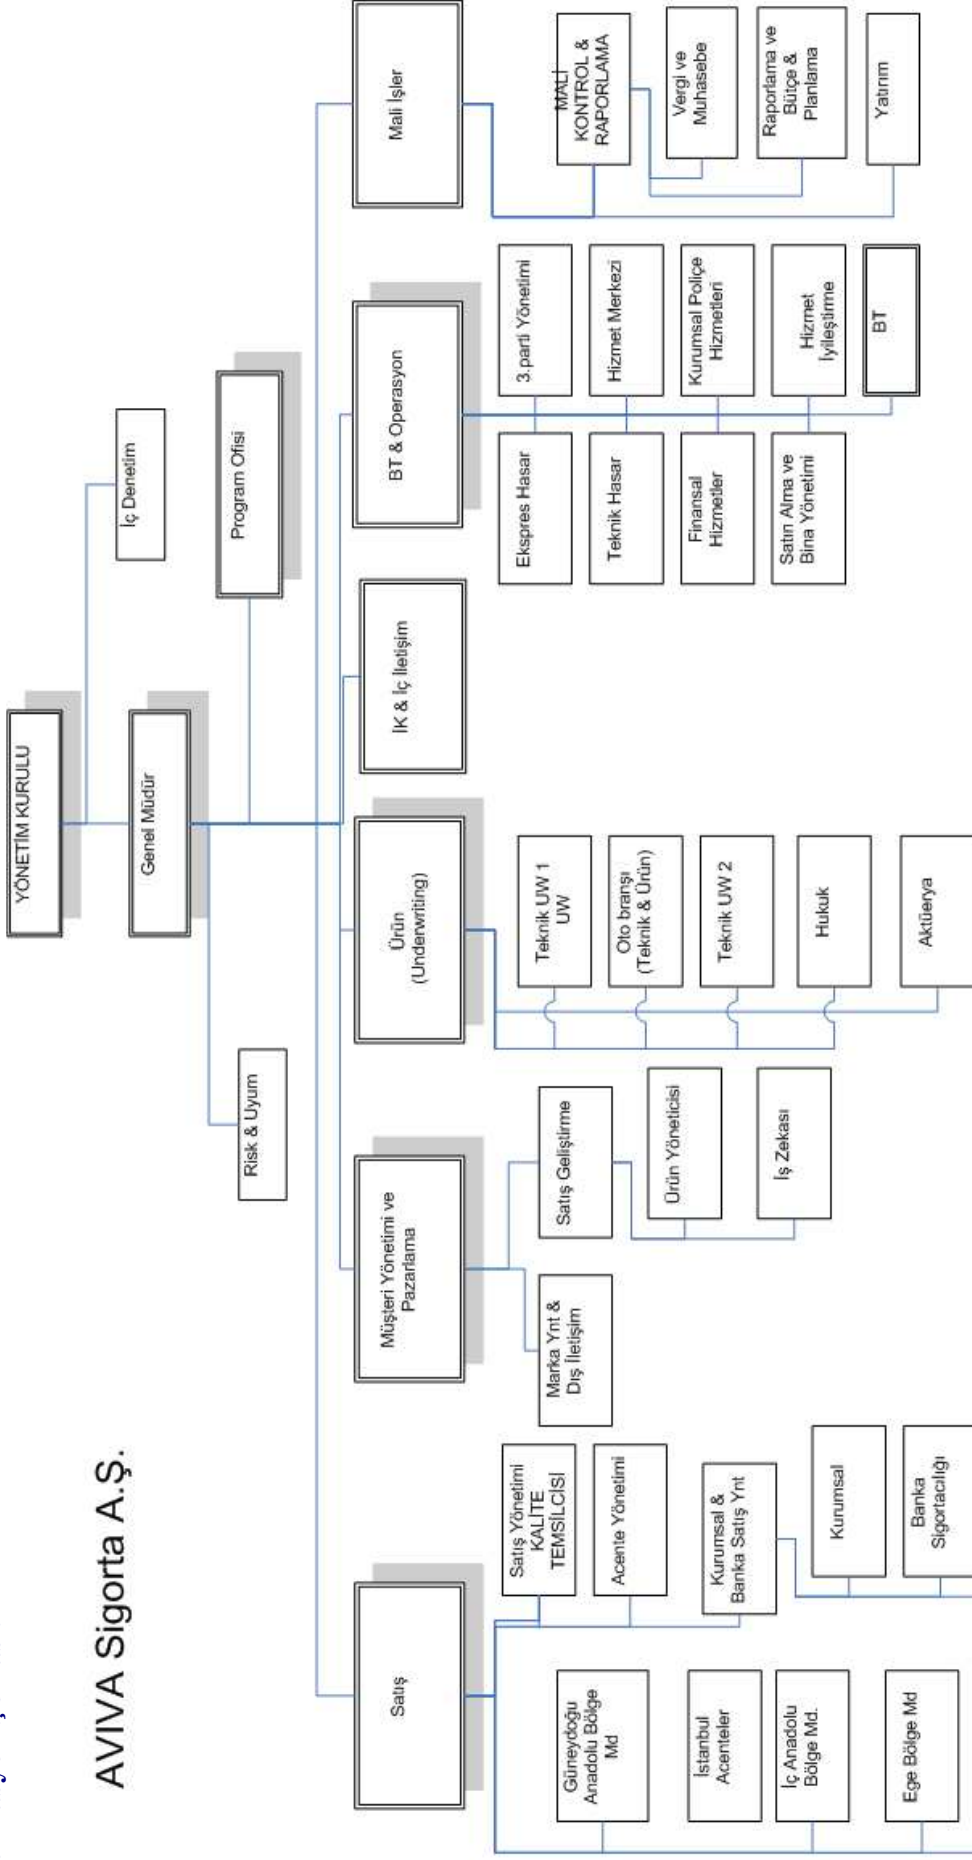 AVIVA Sigorta A.Ş.
YÖNETİM KURULU
İç Denetim
Genel Müdür
Program Ofisi
Risk & Uyum
Satış
Müşteri Yönetimi ve
Pazarlama
Ürün
(Underwriting)
İK & İç İletişim
BT & Operasyon
Mali İşler
Güneydoğu
Anadolu Bölge
Md
İstanbul
Acenteler
İç Anadolu
Bölge Md.
Ege Bölge Md
Satış Yönetimi
KALİTE
TEMSİLCİSİ
Acente Yönetimi
Kurumsal &
Banka Satış Ynt
Kurumsal
Banka
Sigortacılığı
Marka Ynt &
Dış İletişim
Satış Geliştirme
Ürün Yöneticisi
İş Zekası
Teknik UW 1
UW
Oto branşı
(Teknik & Ürün)
Teknik UW 2
Hukuk
Aktüerya
Ekspres Hasar
Teknik Hasar
Finansal
Hizmetler
Satın Alma ve
Bina Yönetimi
3.parti Yönetimi
Hizmet Merkezi
Kurumsal Poliçe
Hizmetleri
Hizmet
İyileştirme
BT
MALİ
KONTROL &
RAPORLAMA
Vergi ve
Muhasebe
Raporlama ve
Bütçe &
Planlama
Yatırım